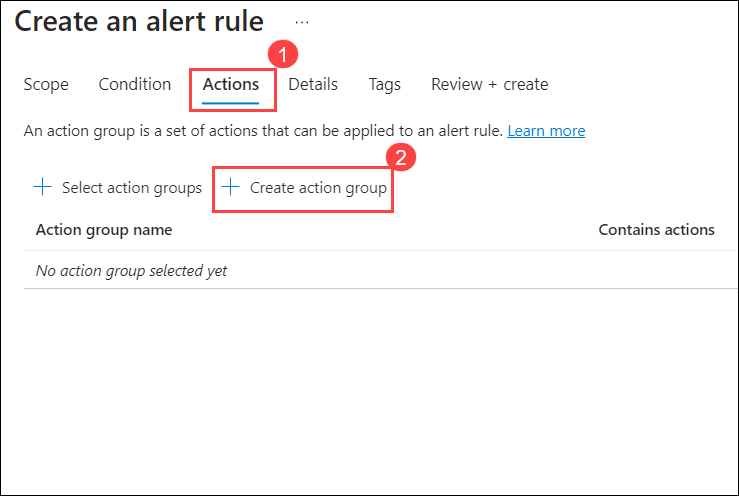 Create an alert rule ...
1
Scope Condition Actions Details Tags Review + create
An action group is a set of actions that can be applied to an alert rule. Learn more
2
+ Select action groups + Create action group
Action group name Contains actions
No action group selected yet